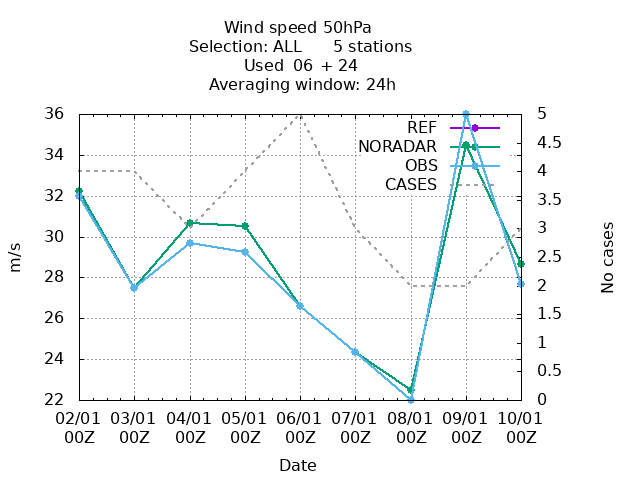 Wind speed 50hPa
Selection: ALL 5 stations
Used 06 + 24
Averaging window: 24h
36
34
32
30
28
26
24
22
m/s
5
4.5
4
3.5
3
2.5
2
1.5
1
0.5
0
No cases
REF
NORADAR
OBS
CASES
02/01 03/01 04/01 05/01 06/01 07/01 08/01 09/01 10/01
00Z 00Z 00Z 00Z 00Z 00Z 00Z 00Z 00Z
Date